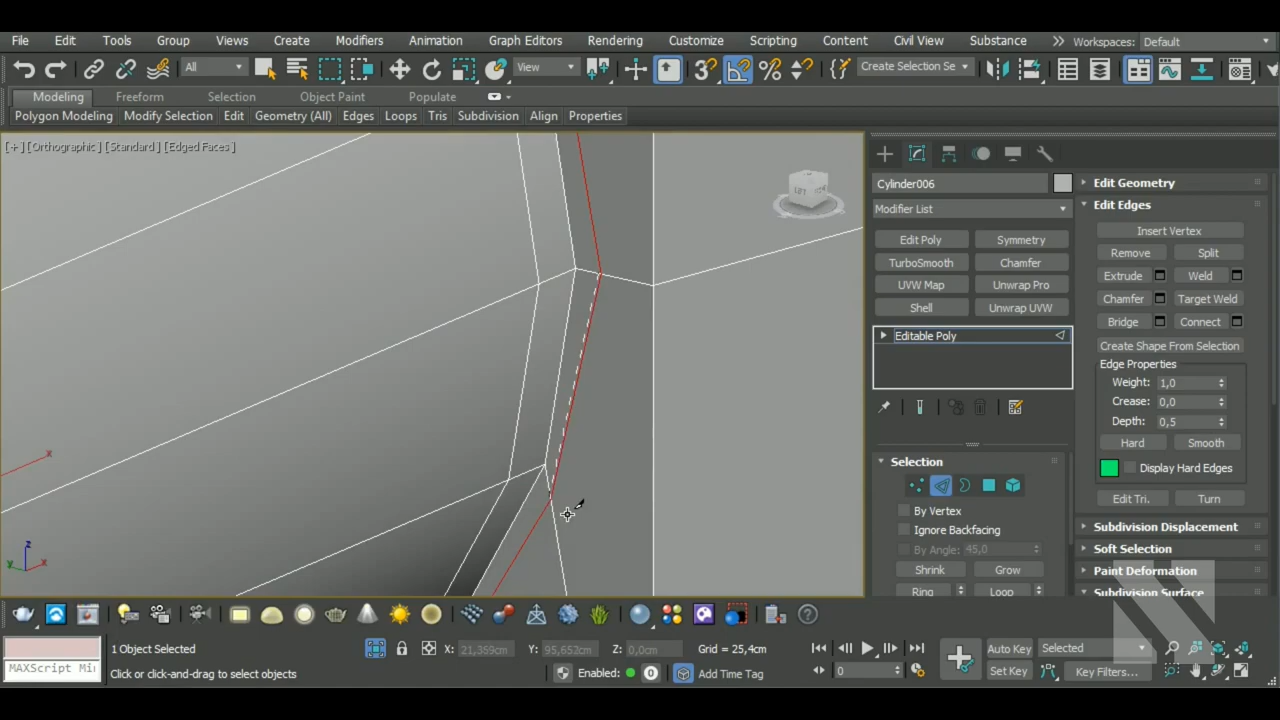 File Edit Tools Group Views Create Modifiers Animation Graph Editors Rendering Customize Scripting Content Civil View Substance Workspaces: Default
All View 3 Create Selection Se
Modeling Freeform Selection Object Paint Populate
Polygon Modeling Modify Selection Edit Geometry (All) Edges Loops Tris Subdivision Align Properties
[+] [Orthographic] [Standard] [Edged Faces]
Cylinder006
Modifier List
Edit Poly Symmetry
TurboSmooth Chamfer
UVW Map Unwrap Pro
Shell Unwrap UVW
Editable Poly
Selection
By Vertex
Ignore Backfacing
By Angle: 45,0
Shrink Grow
Ring Loop
Edit Geometry
Edit Edges
Insert Vertex
Remove Split
Extrude Weld
Chamfer Target Weld
Bridge Connect
Create Shape From Selection
Edge Properties
Weight: 1,0
Crease: 0,0
Depth: 0,5
Hard Smooth
Display Hard Edges
Edit Tri. Turn
Subdivision Displacement
Soft Selection
Paint Deformation
Subdivision Surface
x
z
y x
MAXScript Mi
1 Object Selected
Click or click-and-drag to select objects
X: 21,369cm Y: 95,652cm Z: 0,0cm Grid = 25,4cm
Enabled: 0 Add Time Tag
0
Auto Key Selected
Set Key Key Filters...